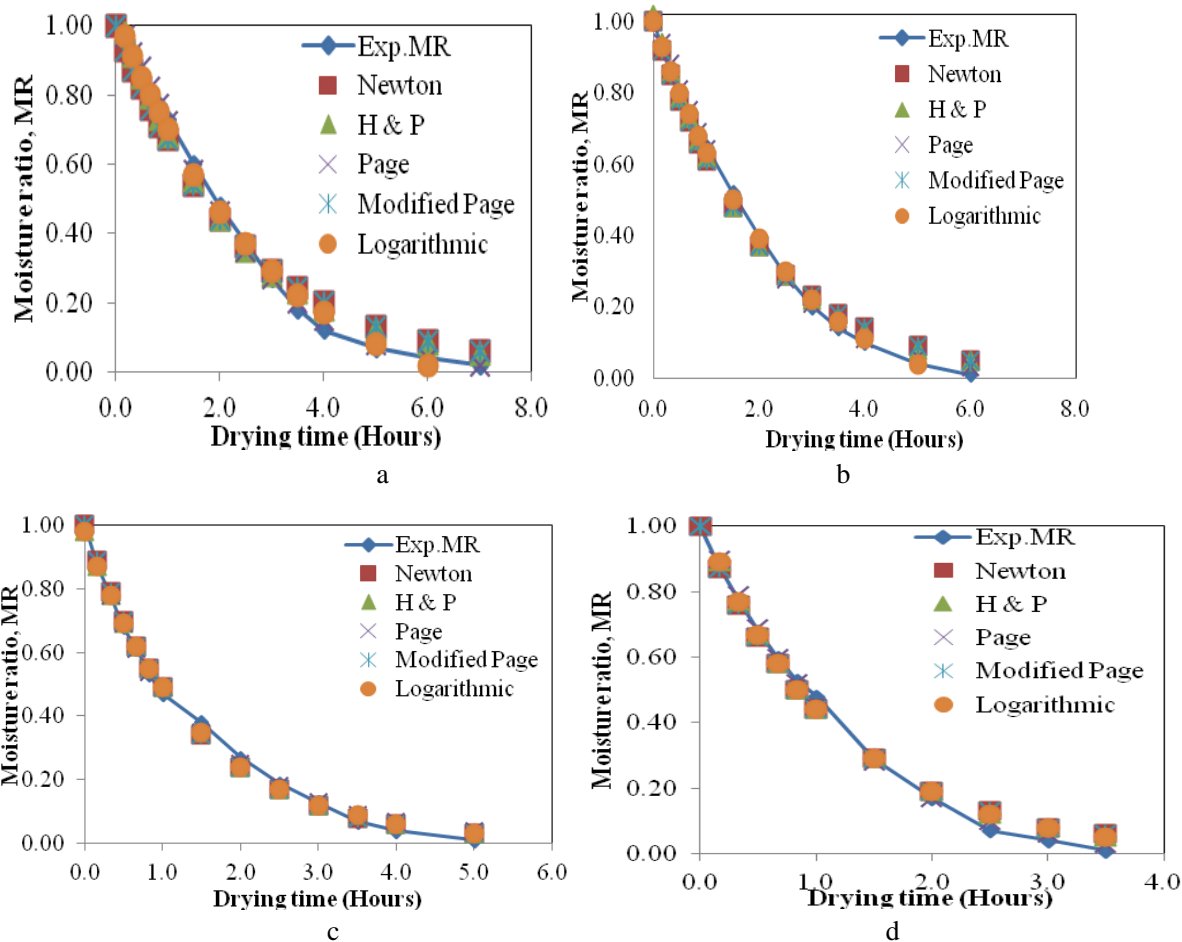 Moisture ratio, MR
1.00
0.80
0.60
0.40
0.20
0.00
Exp.MR
Newton
H & P
Page
Modified Page
Logarithmic
0.0 2.0 4.0 6.0 8.0
Drying time (Hours)
a
Moisture ratio, MR
1.00
0.80
0.60
0.40
0.20
0.00
Exp.MR
Newton
H & P
Page
Modified Page
Logarithmic
0.0 2.0 4.0 6.0 8.0
Drying time (Hours)
b
Moisture ratio, MR
1.00
0.80
0.60
0.40
0.20
0.00
Exp.MR
Newton
H & P
Page
Modified Page
Logarithmic
0.0 1.0 2.0 3.0 4.0 5.0 6.0
Drying time (Hours)
c
Moisture ratio, MR
1.00
0.80
0.60
0.40
0.20
0.00
Exp.MR
Newton
H & P
Page
Modified Page
Logarithmic
0.0 1.0 2.0 3.0 4.0
Drying time (Hours)
d